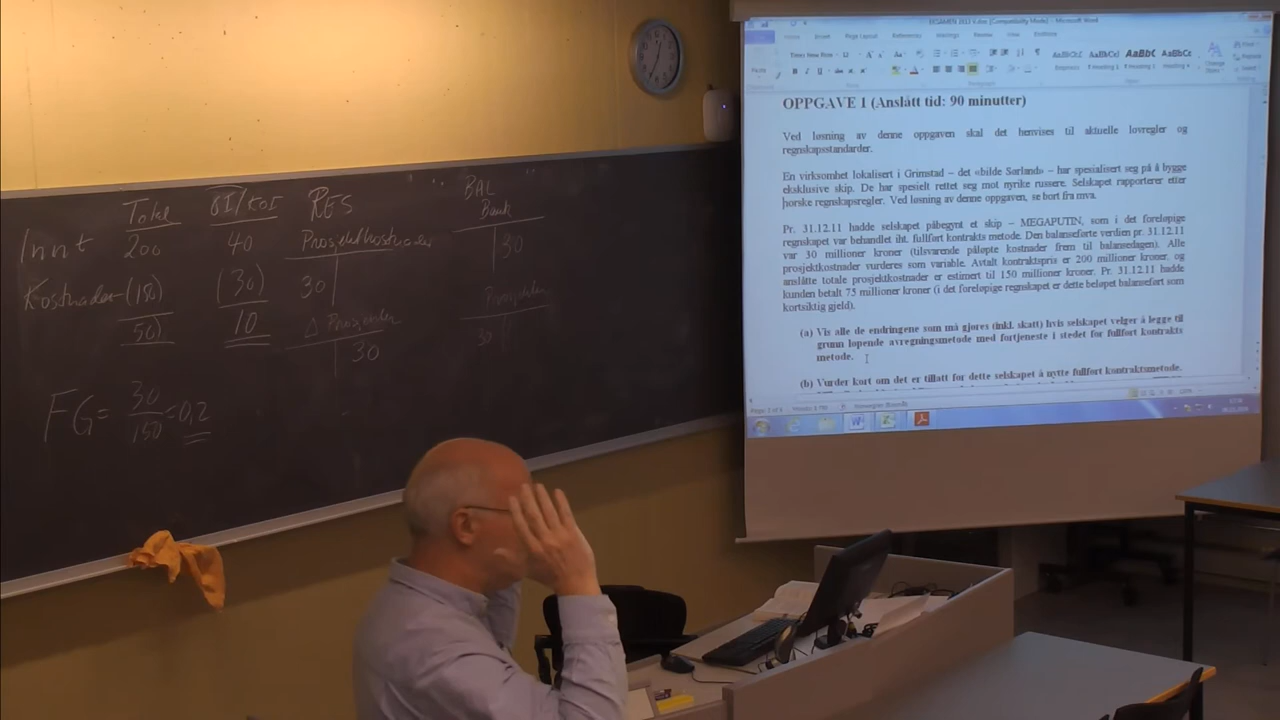 Total
RES
BAL
Bank
Innt
200
40
Prosjektkostnader
30
Kostnader
(30)
30
50
10
Δ Prosjekter
30
30
FG = 30/150 = 0,2
Page Layout
References
Mailings
Review
View
OPPGAVE 1 (Anslått tid: 90 minutter)
Ved løsning av denne oppgaven skal det henvises til aktuelle lovregler og
regnskapsstandarder.
En virksomhet lokalisert i Grimstad – det «bilde Sørland» – har spesialisert seg på å bygge
eksklusive skip. De har spesielt rettet seg mot nyrike russere. Selskapet rapporterer etter
norske regnskapsregler. Ved løsning av denne oppgaven, se bort fra mva.
Pr. 31.12.11 hadde selskapet påbegynt et skip – MEGAPUTIN, som i det foreløpige
regnskapet var behandlet iht. fullført kontrakts metode. Den balanseførte verdien pr. 31.12.11
var 30 millioner kroner (tilsvarende påløpte kostnader frem til balansedagen). Alle
prosjektkostnader vurderes som variable. Avtalt kontraktspris er 200 millioner kroner, og
anslåtte totale prosjektkostnader er estimert til 150 millioner kroner. Pr. 31.12.11 hadde
kunden betalt 75 millioner kroner (i det foreløpige regnskapet er dette beløpet balanseført som
kortsiktig gjeld).
(a) Vis alle de endringene som må gjøres (inkl. skatt) hvis selskapet velger å legge til
grunn løpende avregningsmetode med fortjeneste i stedet for fullført kontrakts
metode.
(b) Vurder kort om det er tillatt for dette selskapet å nytte fullført kontraktsmetode.